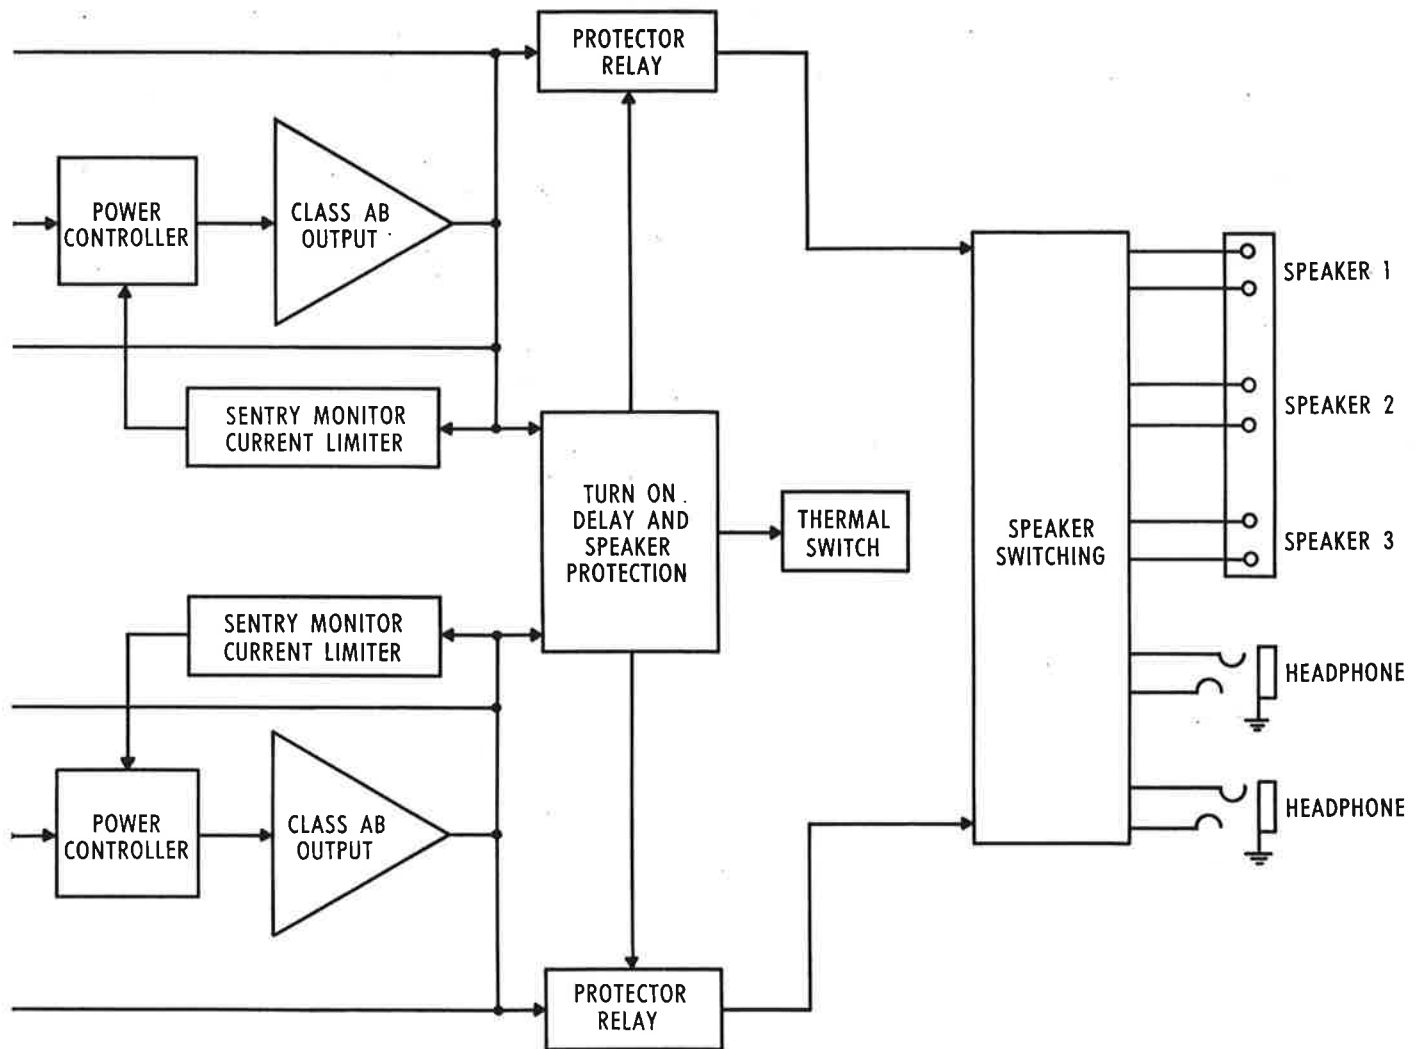 PROTECTOR
RELAY
POWER
CONTROLLER
CLASS AB
OUTPUT
SENTRY MONITOR
CURRENT LIMITER
TURN ON
DELAY AND
SPEAKER
PROTECTION
THERMAL
SWITCH
SPEAKER
SWITCHING
SPEAKER 1
SPEAKER 2
SPEAKER 3
HEADPHONE
HEADPHONE
SENTRY MONITOR
CURRENT LIMITER
POWER
CONTROLLER
CLASS AB
OUTPUT
PROTECTOR
RELAY